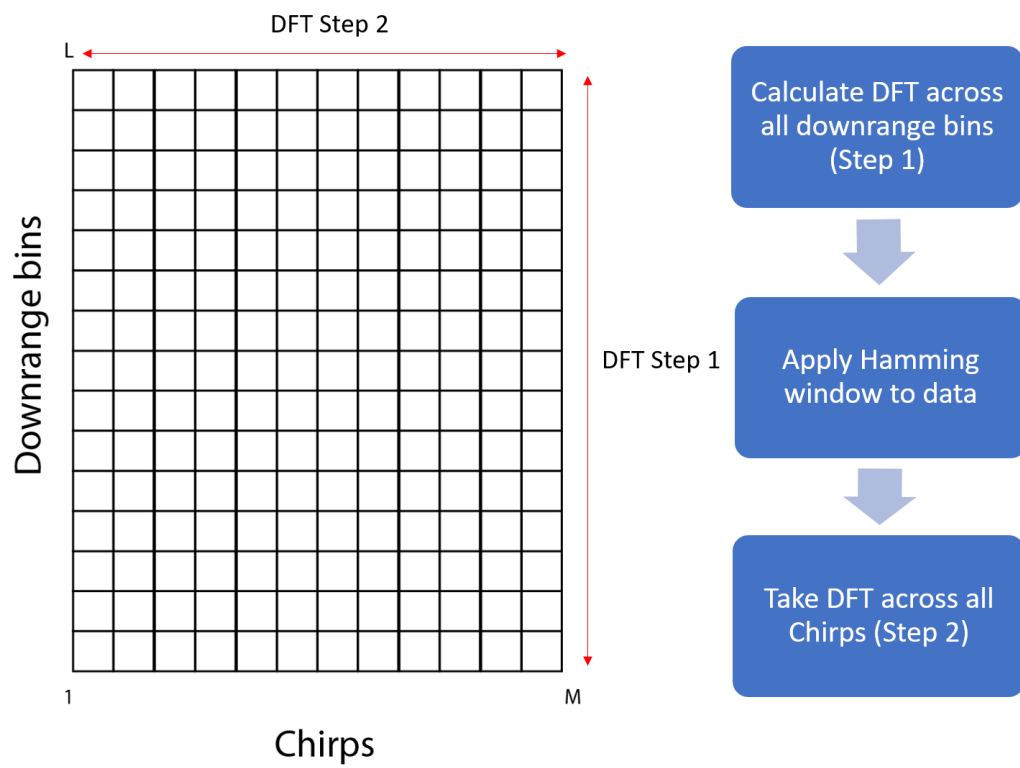 DFT Step 2
L
Downrange bins
DFT Step 1
1
M
Chirps
Calculate DFT across
all downrange bins
(Step 1)
Apply Hamming
window to data
Take DFT across all
Chirps (Step 2)